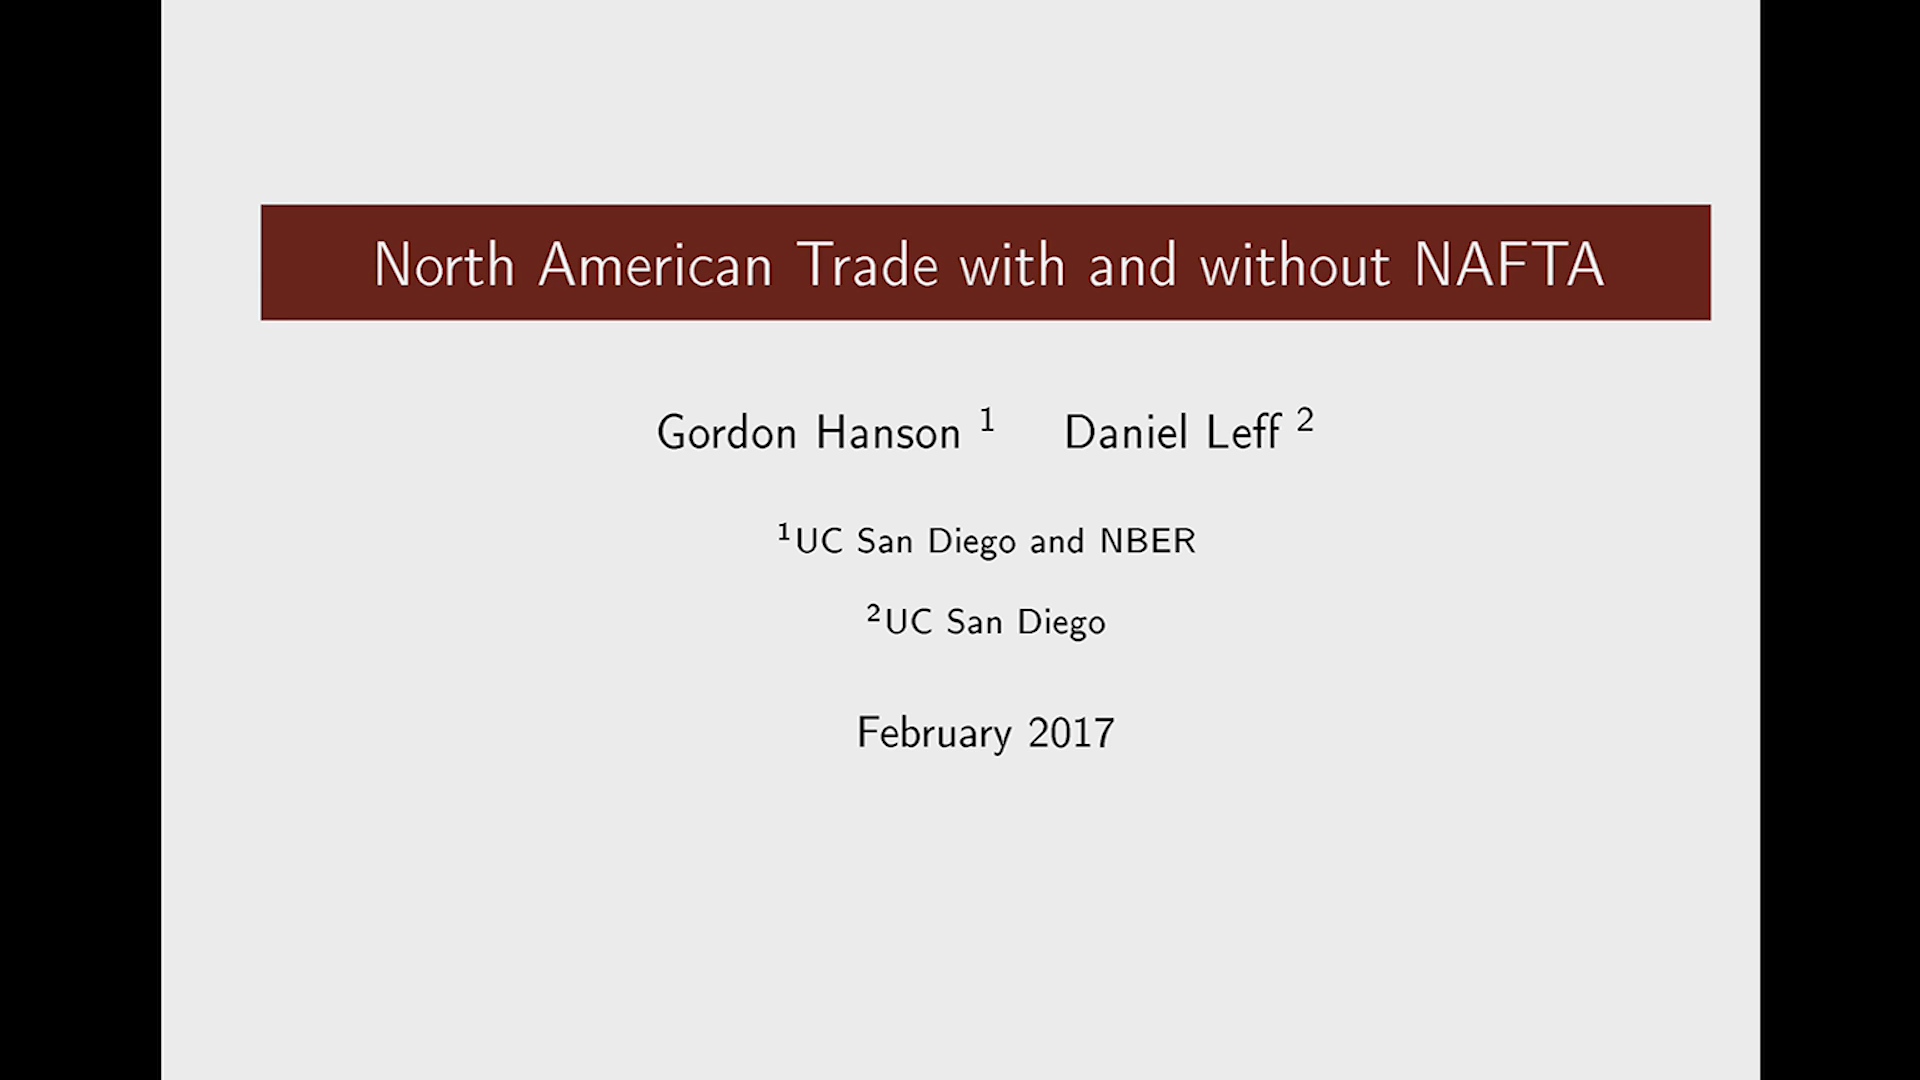 North American Trade with and without NAFTA
Gordon Hanson ¹ Daniel Leff ²
¹UC San Diego and NBER
²UC San Diego
February 2017